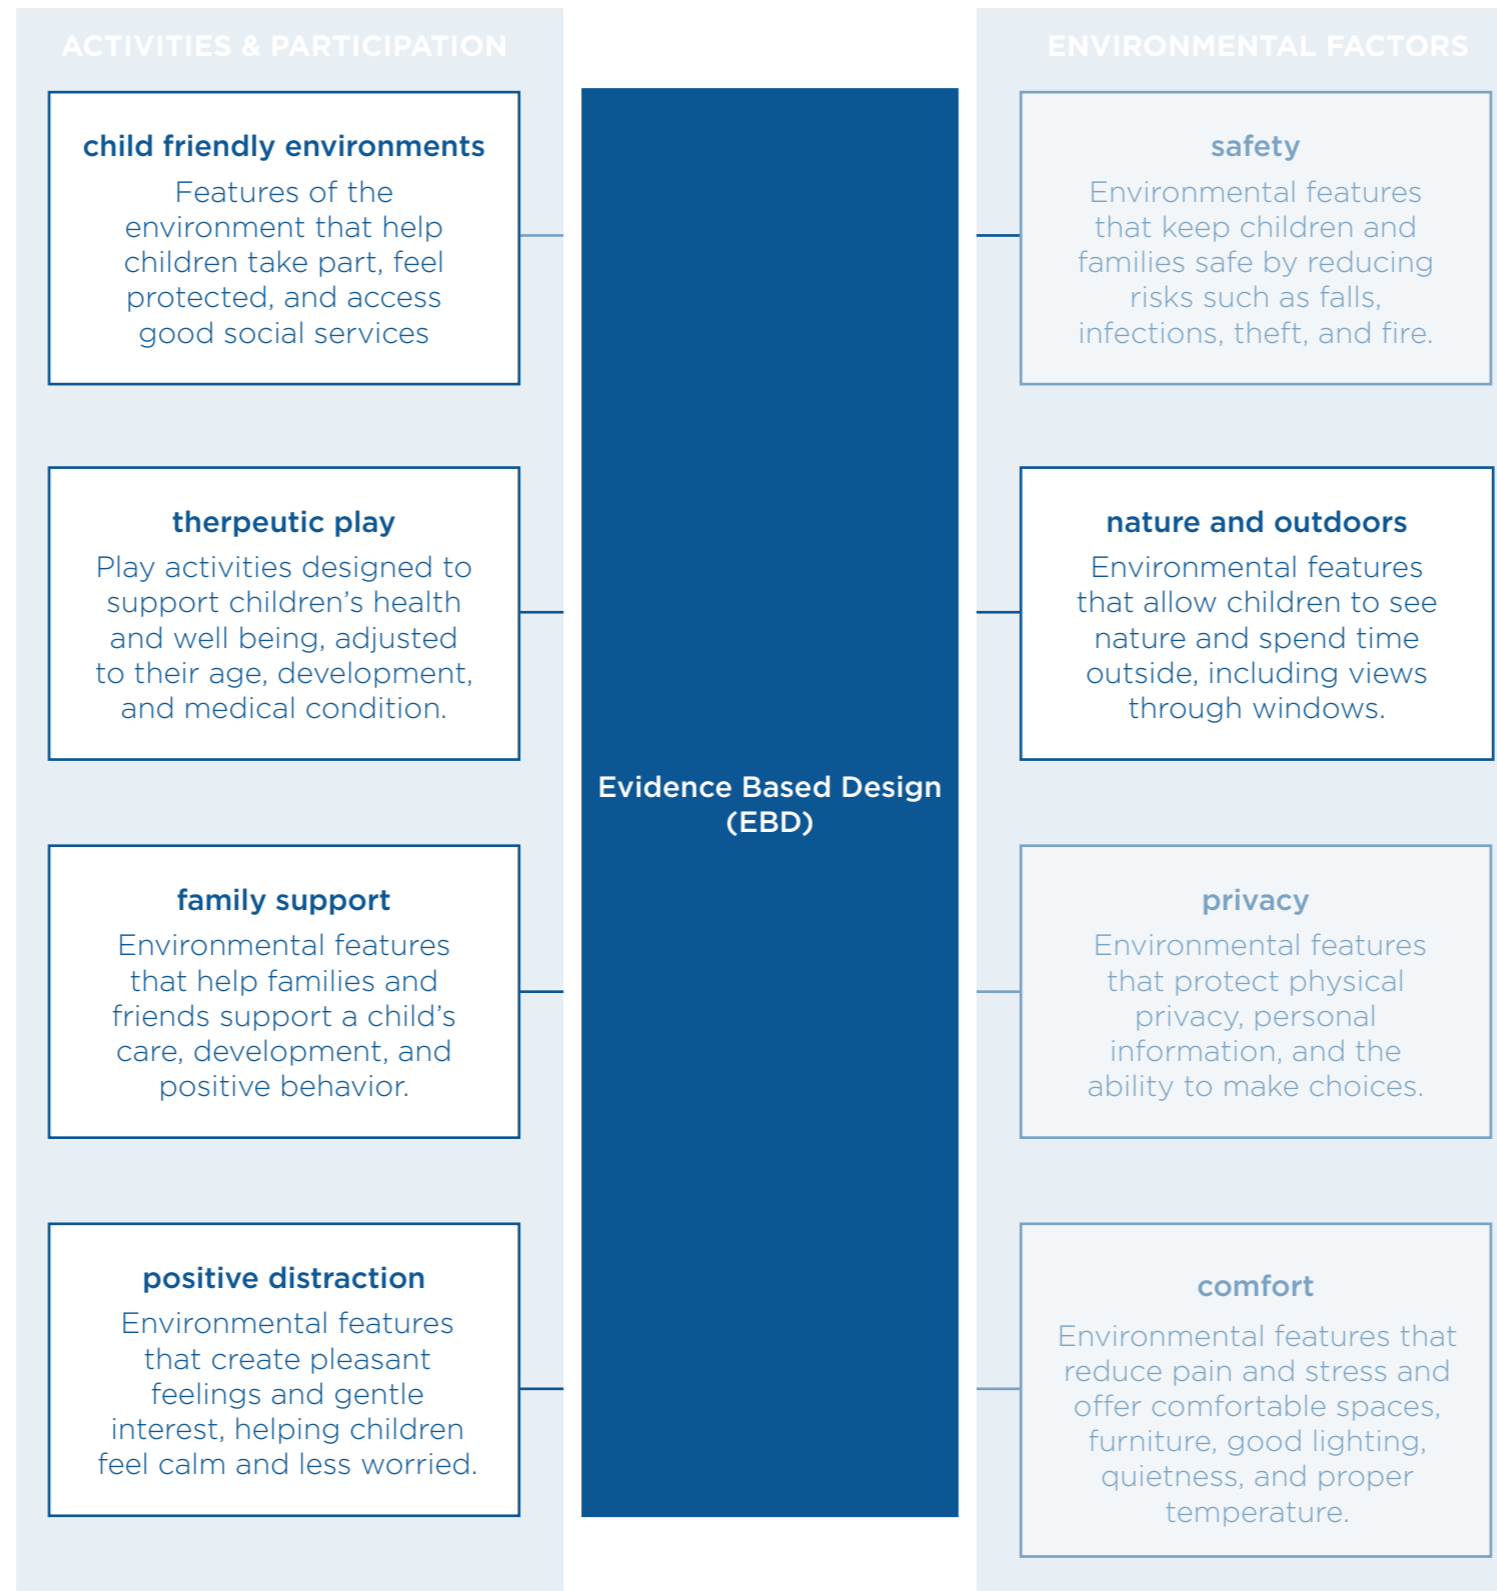 ACTIVITIES & PARTICIPATION
child friendly environments
Features of the
environment that help
children take part, feel
protected, and access
good social services
therpeutic play
Play activities designed to
support children’s health
and well being, adjusted
to their age, development,
and medical condition.
family support
Environmental features
that help families and
friends support a child’s
care, development, and
positive behavior.
positive distraction
Environmental features
that create pleasant
feelings and gentle
interest, helping children
feel calm and less worried.
Evidence Based Design
(EBD)
ENVIRONMENTAL FACTORS
safety
Environmental features
that keep children and
families safe by reducing
risks such as falls,
infections, theft, and fire.
nature and outdoors
Environmental features
that allow children to see
nature and spend time
outside, including views
through windows.
privacy
Environmental features
that protect physical
privacy, personal
information, and the
ability to make choices.
comfort
Environmental features that
reduce pain and stress and
offer comfortable spaces,
furniture, good lighting,
quietness, and proper
temperature.